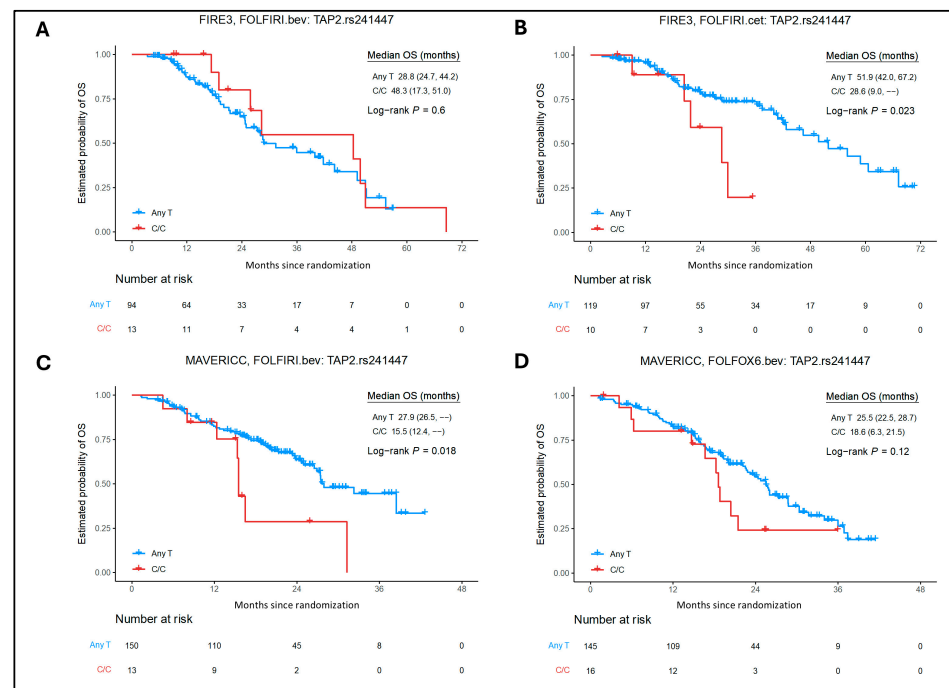 A
FIRE3, FOLFIRI.bev: TAP2.rs241447
Estimated probability of OS
1.00
0.75
0.50
0.25
0.00
Median OS (months)
Any T 28.8 (24.7, 44.2)
C/C 48.3 (17.3, 51.0)
Log−rank P = 0.6
Any T
C/C
0 12 24 36 48 60 72
Months since randomization
Number at risk
Any T 94 64 33 17 7 0 0
C/C 13 11 7 4 4 1 0
B
FIRE3, FOLFIRI.cet: TAP2.rs241447
Estimated probability of OS
1.00
0.75
0.50
0.25
0.00
Median OS (months)
Any T 51.9 (42.0, 67.2)
C/C 28.6 (9.0, −−)
Log−rank P = 0.023
Any T
C/C
0 12 24 36 48 60 72
Months since randomization
Number at risk
Any T 119 97 55 34 17 9 0
C/C 10 7 3 0 0 0 0
C
MAVERICC, FOLFIRI.bev: TAP2.rs241447
Estimated probability of OS
1.00
0.75
0.50
0.25
0.00
Median OS (months)
Any T 27.9 (26.5, −−)
C/C 15.5 (12.4, −−)
Log−rank P = 0.018
Any T
C/C
0 12 24 36 48
Months since randomization
Number at risk
Any T 150 110 45 8 0
C/C 13 9 2 0 0
D
MAVERICC, FOLFOX6.bev: TAP2.rs241447
Estimated probability of OS
1.00
0.75
0.50
0.25
0.00
Median OS (months)
Any T 25.5 (22.5, 28.7)
C/C 18.6 (6.3, 21.5)
Log−rank P = 0.12
Any T
C/C
0 12 24 36 48
Months since randomization
Number at risk
Any T 145 109 44 9 0
C/C 16 12 3 0 0